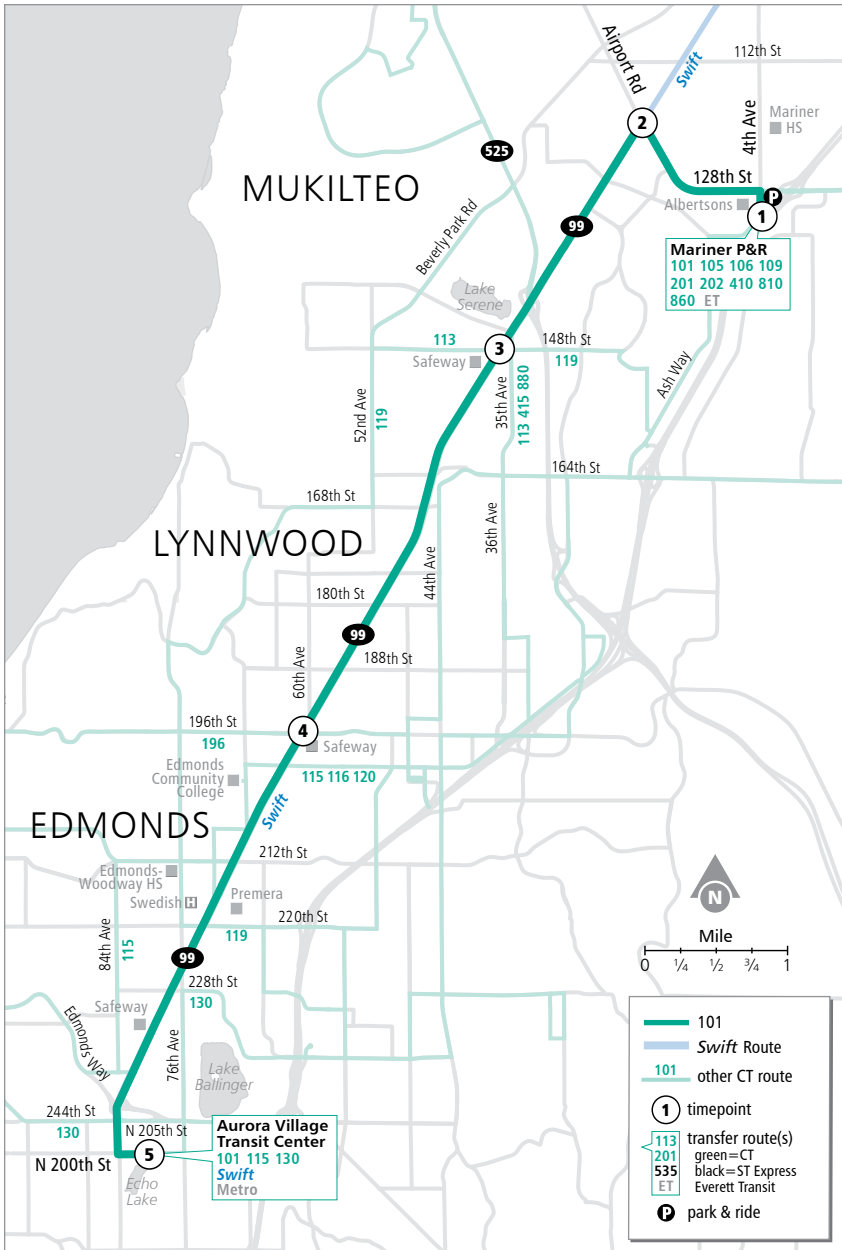 Airport Rd
112th St
Swift
4th Ave
Mariner
HS
2
525
MUKILTEO
128th St
P
Albertsons
1
99
Beverly Park Rd
Mariner P&R
101 105 106 109
201 202 410 810
860 ET
Lake
Serene
113
3
148th St
Safeway
119
35th Ave
113 415 880
Ash Way
52nd Ave
119
164th St
168th St
36th Ave
LYNNWOOD
44th Ave
180th St
99
188th St
60th Ave
196th St
196
4
Safeway
Edmonds
Community
College
115 116 120
Swift
EDMONDS
212th St
Edmonds-
Woodway HS
Swedish H
Premera
220th St
119
84th Ave
115
99
228th St
130
Safeway
Edmonds Way
76th Ave
Lake
Ballinger
244th St
130
N 205th St
N 200th St
5
Echo
Lake
Aurora Village
Transit Center
101 115 130
Swift
Metro
N
Mile
0 1/4 1/2 3/4 1
101
Swift Route
101
other CT route
1 timepoint
113 transfer route(s)
201 green=CT
535 black=ST Express
ET Everett Transit
P park & ride